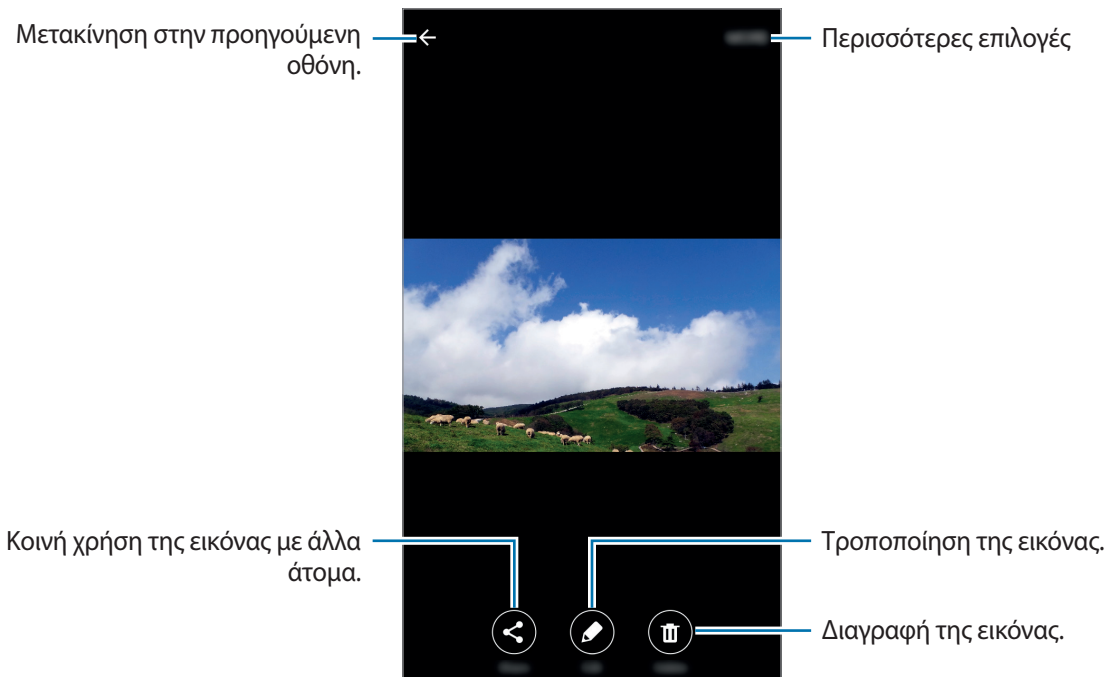 Μετακίνηση στην προηγούμενη
οθόνη.
Περισσότερες επιλογές
Κοινή χρήση της εικόνας με άλλα
άτομα.
Τροποποίηση της εικόνας.
Διαγραφή της εικόνας.